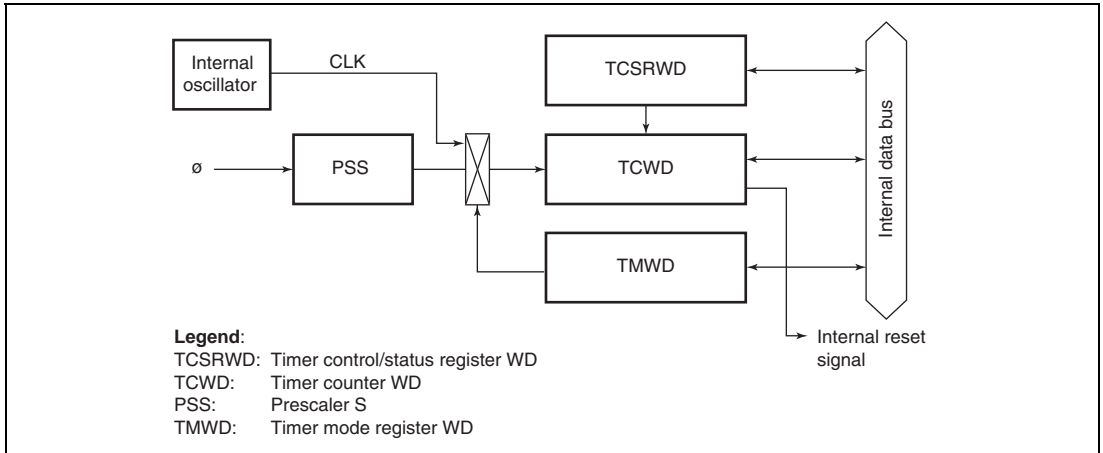 Internal
oscillator
CLK
TCSRWD
ø
PSS
TCWD
TMWD
Internal data bus
Internal reset
signal
Legend:
TCSRWD: Timer control/status register WD
TCWD: Timer counter WD
PSS: Prescaler S
TMWD: Timer mode register WD